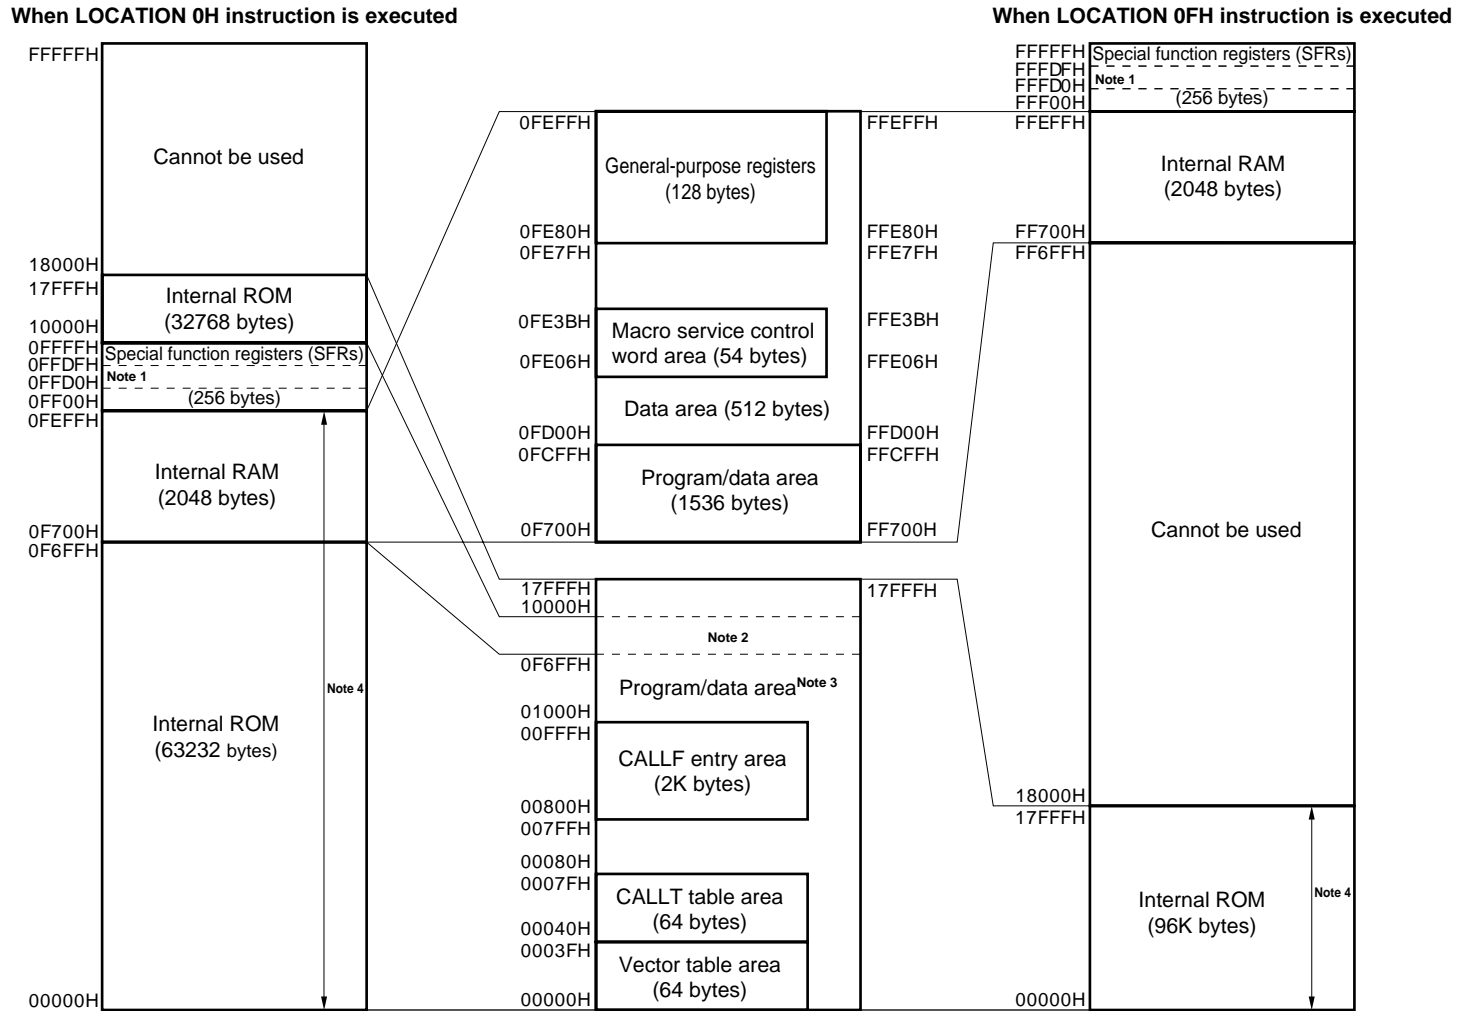 When LOCATION 0H instruction is executed
When LOCATION 0FH instruction is executed
FFFFFH
Cannot be used
18000H
17FFFH
Internal ROM
(32768 bytes)
10000H
0FFFFH
Special function registers (SFRs)
0FFDFH
Note 1
0FFD0H
(256 bytes)
0FF00H
0FEFFH
Internal RAM
(2048 bytes)
0F700H
0F6FFH
Note 4
Internal ROM
(63232 bytes)
00000H
0FEFFH
FFEFFH
General-purpose registers
(128 bytes)
0FE80H
FFE80H
0FE7FH
FFE7FH
0FE3BH
FFE3BH
Macro service control
word area (54 bytes)
0FE06H
FFE06H
Data area (512 bytes)
0FD00H
FFD00H
0FCFFH
FFCFFH
Program/data area
(1536 bytes)
0F700H
FF700H
17FFFH
17FFFH
10000H
Note 2
0F6FFH
Program/data areaNote 3
01000H
00FFFH
CALLF entry area
(2K bytes)
00800H
007FFH
00080H
0007FH
CALLT table area
(64 bytes)
00040H
0003FH
Vector table area
(64 bytes)
00000H
FFFFFH
Special function registers (SFRs)
FFFDFH
Note 1
FFFD0H
(256 bytes)
FFF00H
FFEFFH
Internal RAM
(2048 bytes)
FF700H
FF6FFH
Cannot be used
18000H
17FFFH
Note 4
Internal ROM
(96K bytes)
00000H